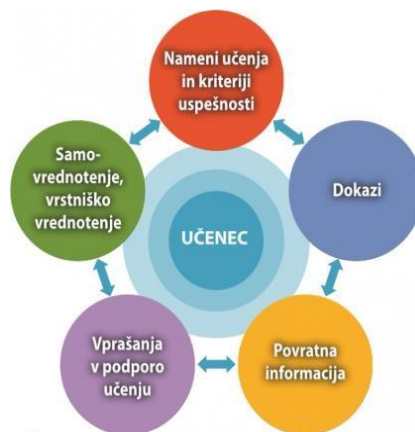 Nameni učenja
in kriteriji
uspešnosti
Samo-
vrednotenje,
vrstniško
vrednotenje
Dokazi
UČENEC
Vprašanja
v podporo
učenju
Povratna
informacija